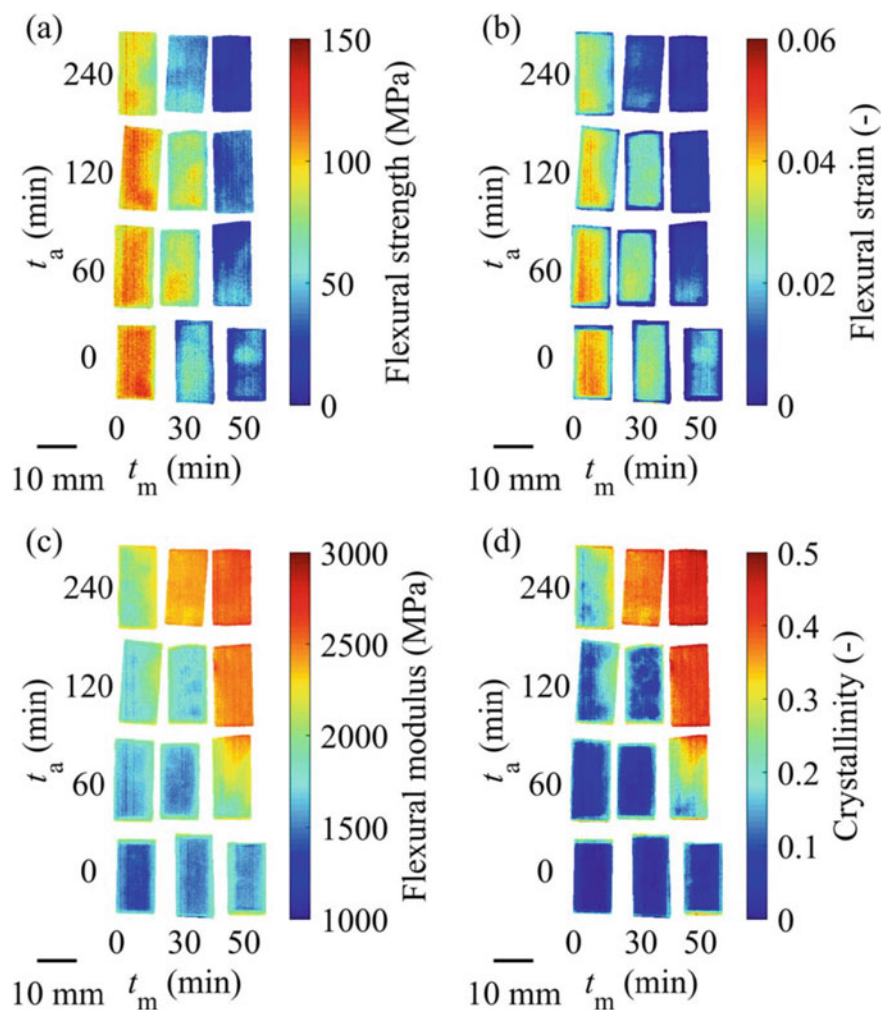 (a)
240
120
60
0
t_a (min)
0 30 50
t_m (min)
10 mm
150
100
50
0
Flexural strength (MPa)
(b)
240
120
60
0
t_a (min)
0 30 50
t_m (min)
10 mm
0.06
0.04
0.02
0
Flexural strain (-)
(c)
240
120
60
0
t_a (min)
0 30 50
t_m (min)
10 mm
3000
2500
2000
1500
1000
Flexural modulus (MPa)
(d)
240
120
60
0
t_a (min)
0 30 50
t_m (min)
10 mm
0.5
0.4
0.3
0.2
0.1
0
Crystallinity (-)